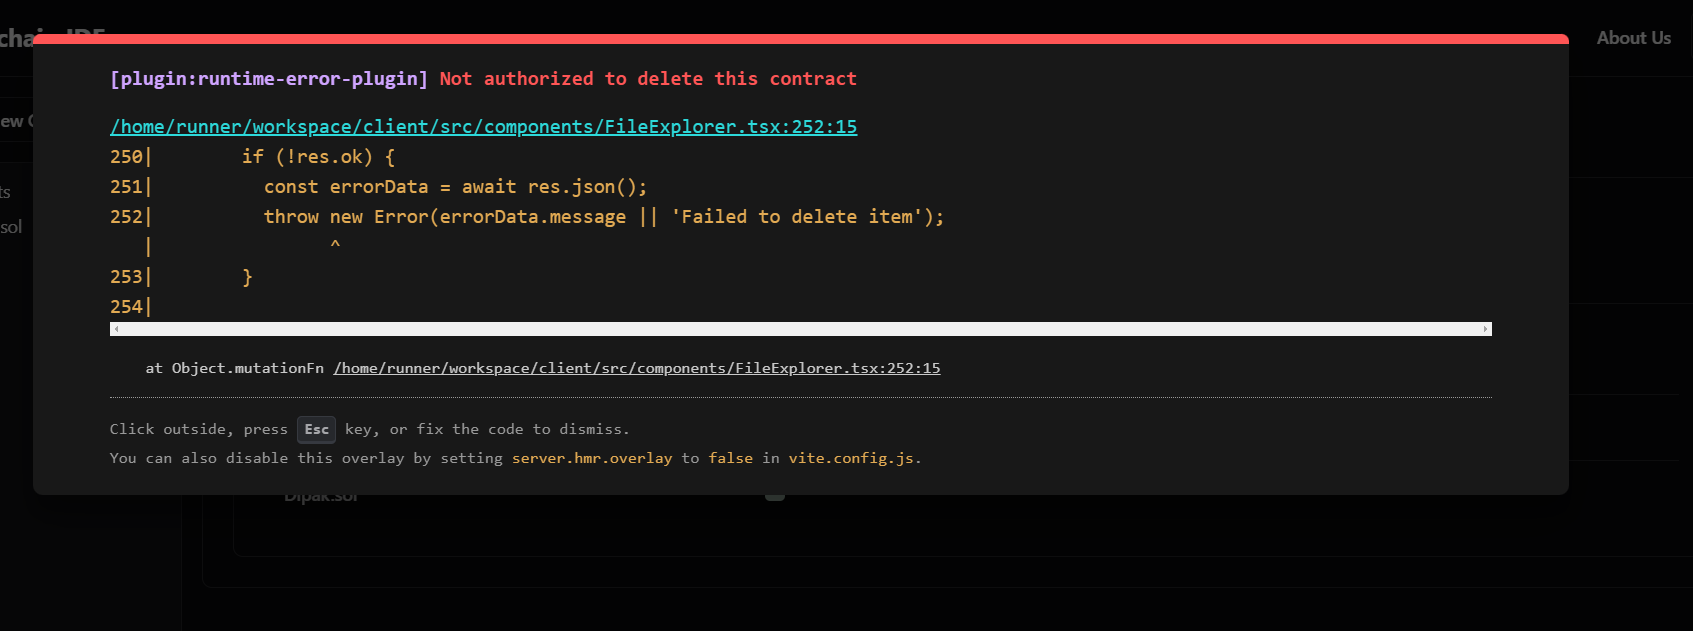 About Us
[plugin:runtime-error-plugin] Not authorized to delete this contract
/home/runner/workspace/client/src/components/FileExplorer.tsx:252:15
250|        if (!res.ok) {
251|          const errorData = await res.json();
252|          throw new Error(errorData.message || 'Failed to delete item');
   |                ^
253|        }
254|
at Object.mutationFn /home/runner/workspace/client/src/components/FileExplorer.tsx:252:15
Click outside, press Esc key, or fix the code to dismiss.
You can also disable this overlay by setting server.hmr.overlay to false in vite.config.js.
ew
ts
sol
Dipak.sol